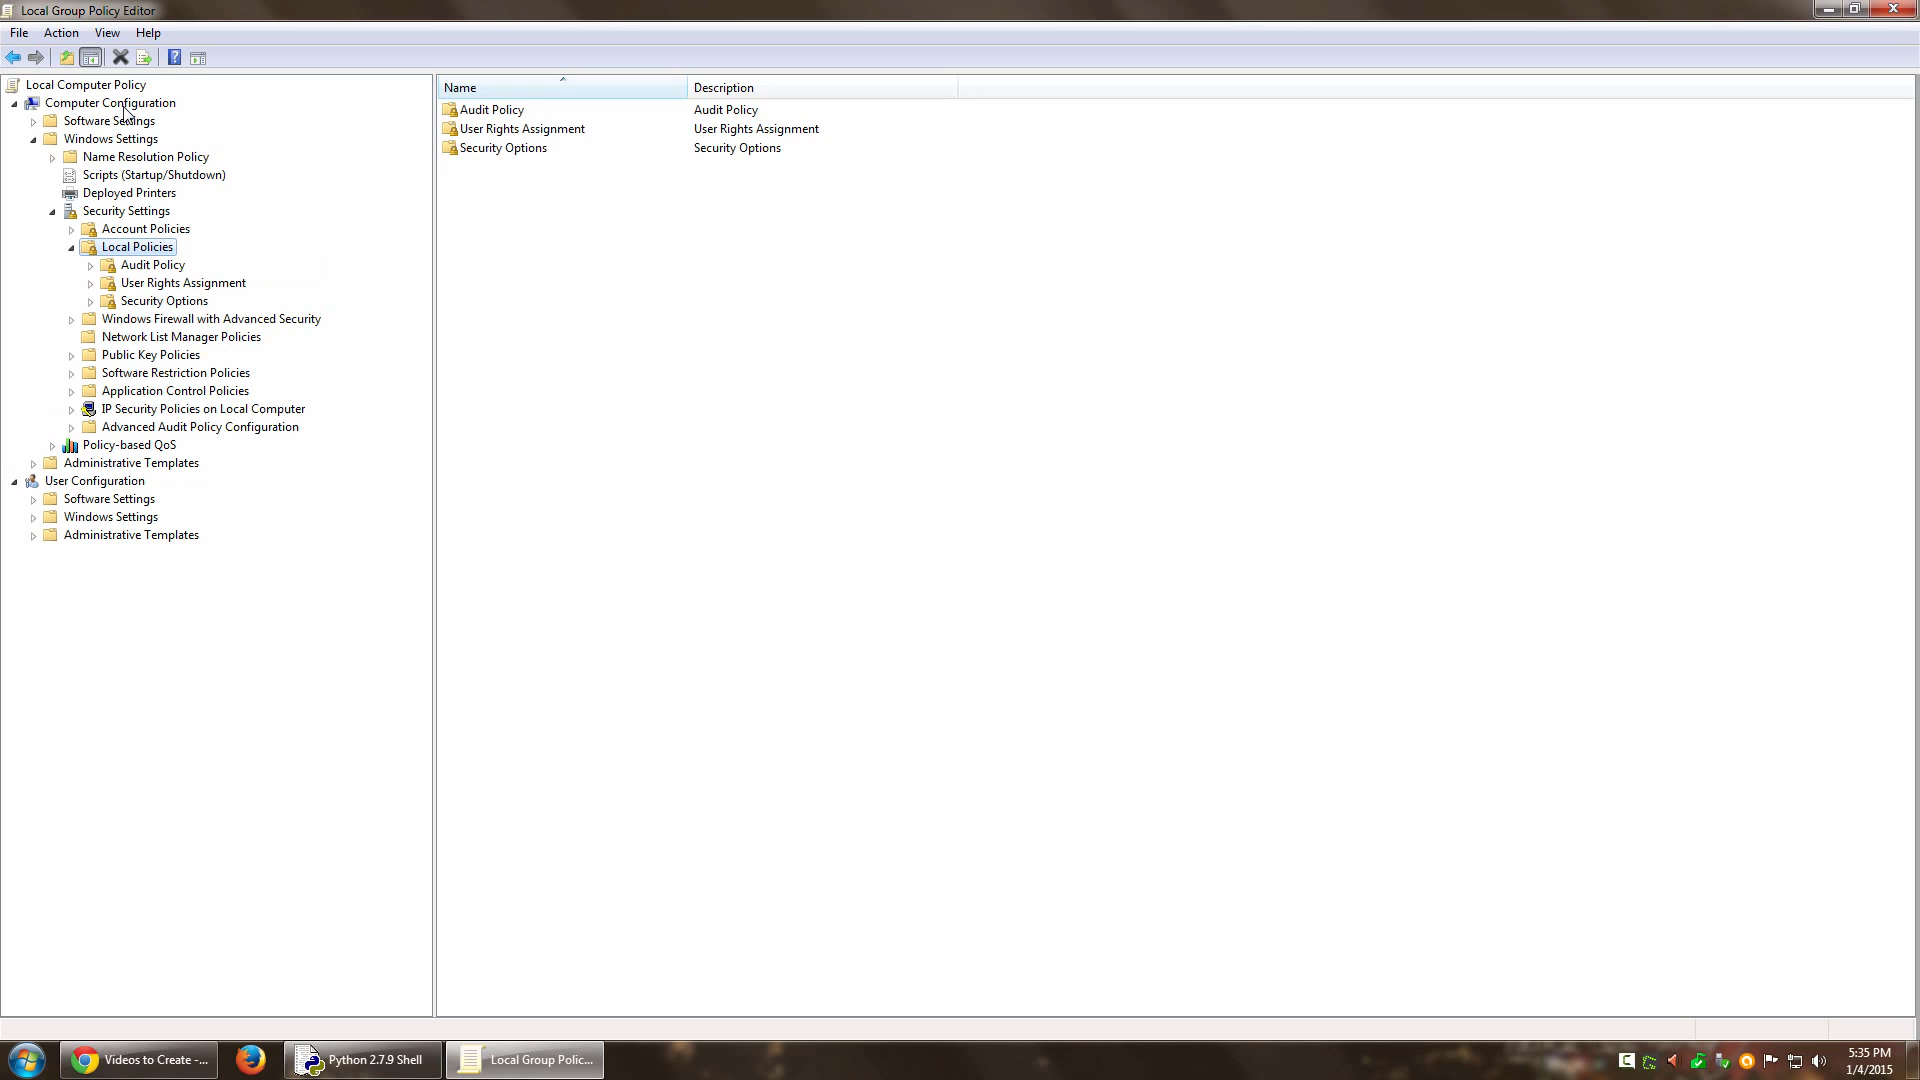 Local Group Policy Editor
File Action View Help
Local Computer Policy
Computer Configuration
Software Settings
Windows Settings
Name Resolution Policy
Scripts (Startup/Shutdown)
Deployed Printers
Security Settings
Account Policies
Local Policies
Audit Policy
User Rights Assignment
Security Options
Windows Firewall with Advanced Security
Network List Manager Policies
Public Key Policies
Software Restriction Policies
Application Control Policies
IP Security Policies on Local Computer
Advanced Audit Policy Configuration
Policy-based QoS
Administrative Templates
User Configuration
Software Settings
Windows Settings
Administrative Templates
Name Description
Audit Policy Audit Policy
User Rights Assignment User Rights Assignment
Security Options Security Options
Videos to Create -... Python 2.7.9 Shell Local Group Polic...
5:35 PM
1/4/2015